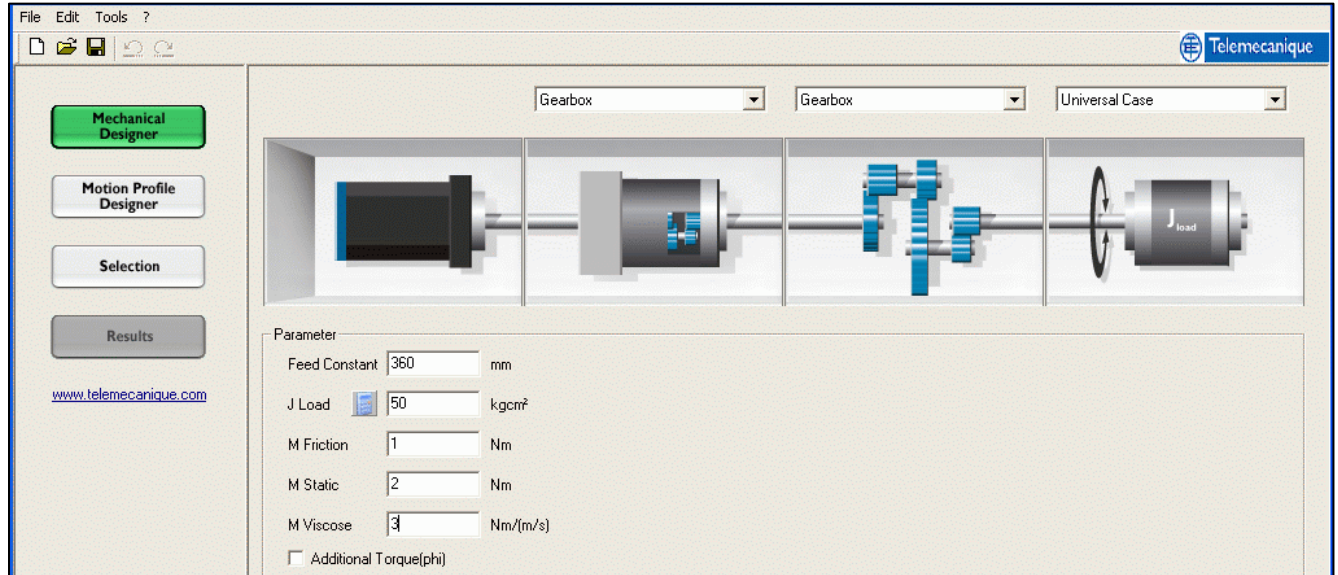 File Edit Tools ?
Telemecanique
Gearbox Gearbox Universal Case
Mechanical
Designer
Motion Profile
Designer
Selection
Results
www.telemecanique.com
J load
Parameter
Feed Constant 360 mm
J Load 50 kgcm²
M Friction 1 Nm
M Static 2 Nm
M Viscose 3 Nm/(m/s)
Additional Torque(phi)